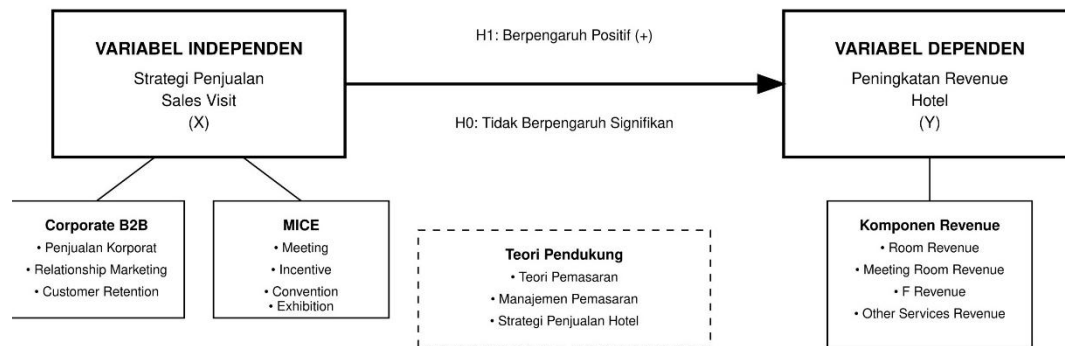 VARIABEL INDEPENDEN
Strategi Penjualan
Sales Visit
(X)
H1: Berpengaruh Positif (+)
H0: Tidak Berpengaruh Signifikan
VARIABEL DEPENDEN
Peningkatan Revenue
Hotel
(Y)
Corporate B2B
• Penjualan Korporat
• Relationship Marketing
• Customer Retention
MICE
• Meeting
• Incentive
• Convention
• Exhibition
Teori Pendukung
• Teori Pemasaran
• Manajemen Pemasaran
• Strategi Penjualan Hotel
Komponen Revenue
• Room Revenue
• Meeting Room Revenue
• F Revenue
• Other Services Revenue